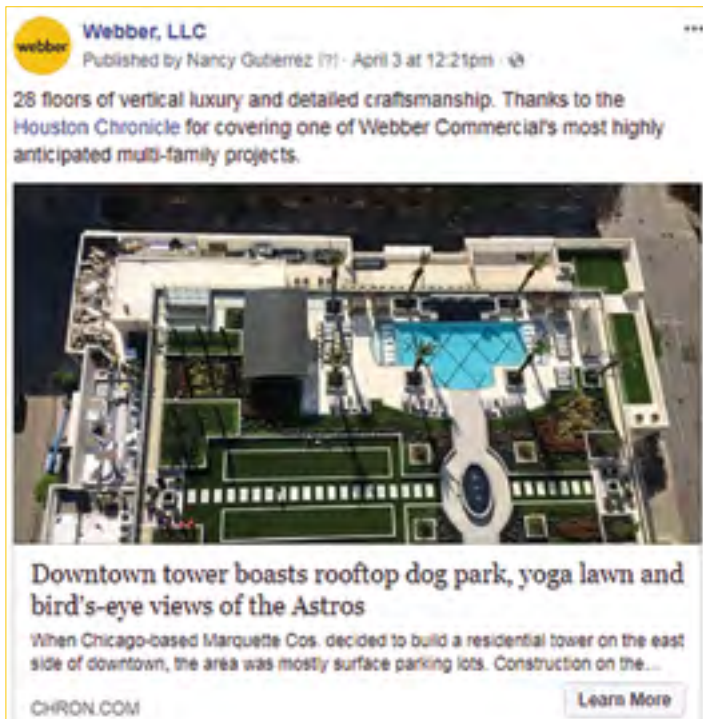 webber
Webber, LLC
Published by Nancy Gutierrez [?] · April 3 at 12:21pm ·
28 floors of vertical luxury and detailed craftsmanship. Thanks to the
Houston Chronicle for covering one of Webber Commercial's most highly
anticipated multi-family projects.
Downtown tower boasts rooftop dog park, yoga lawn and
bird's-eye views of the Astros
When Chicago-based Marquette Cos. decided to build a residential tower on the east
side of downtown, the area was mostly surface parking lots. Construction on the...
CHRON.COM
Learn More